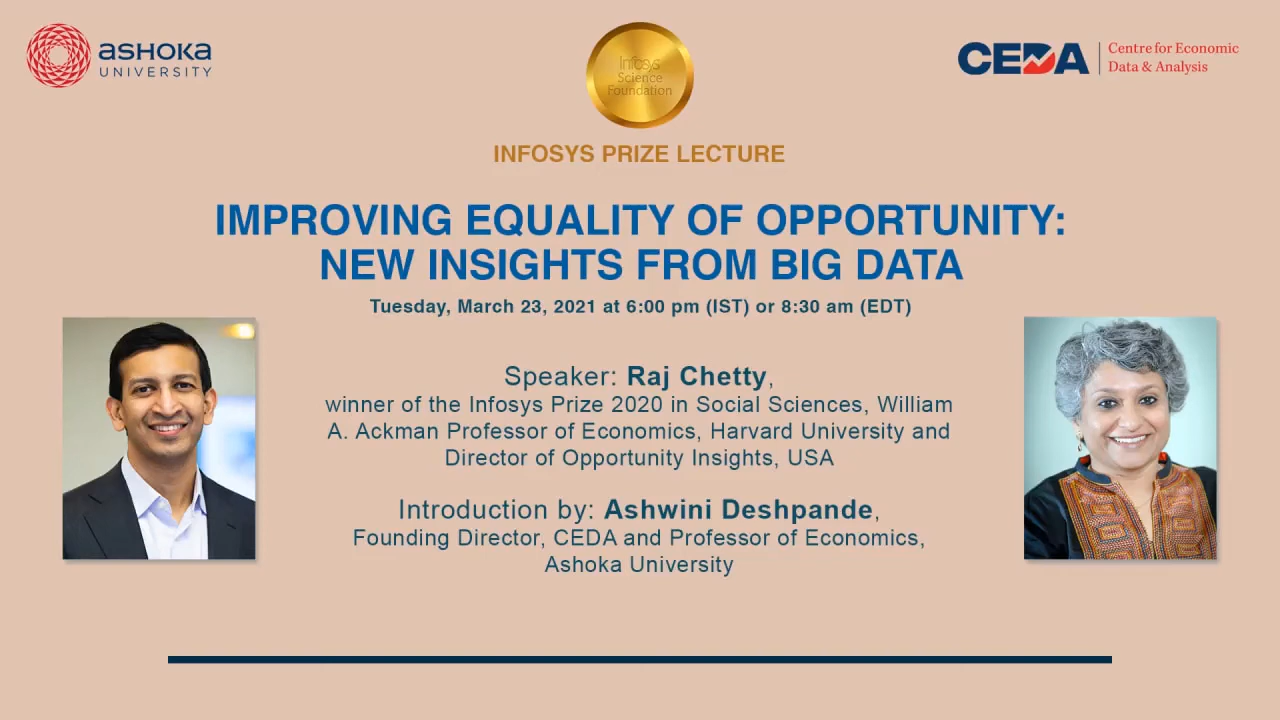 ASHOKA
UNIVERSITY
Infosys
Science
Foundation
CEDA
Centre for Economic
Data & Analysis
INFOSYS PRIZE LECTURE
IMPROVING EQUALITY OF OPPORTUNITY:
NEW INSIGHTS FROM BIG DATA
Tuesday, March 23, 2021 at 6:00 pm (IST) or 8:30 am (EDT)
Speaker: Raj Chetty,
winner of the Infosys Prize 2020 in Social Sciences, William
A. Ackman Professor of Economics, Harvard University and
Director of Opportunity Insights, USA
Introduction by: Ashwini Deshpande,
Founding Director, CEDA and Professor of Economics,
Ashoka University